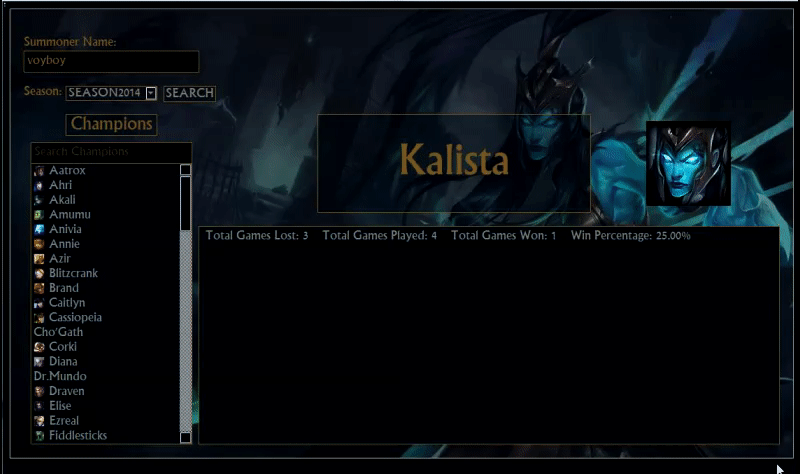 Summoner Name:
voyboy
Season: SEASON2014 SEARCH
Champions
Search Champions
Kalista
Aatrox
Ahri
Akali
Amumu
Anivia
Annie
Azir
Blitzcrank
Brand
Caitlyn
Cassiopeia
Cho'Gath
Corki
Diana
Dr.Mundo
Draven
Elise
Ezreal
Fiddlesticks
Total Games Lost: 3 Total Games Played: 4 Total Games Won: 1 Win Percentage: 25.00%